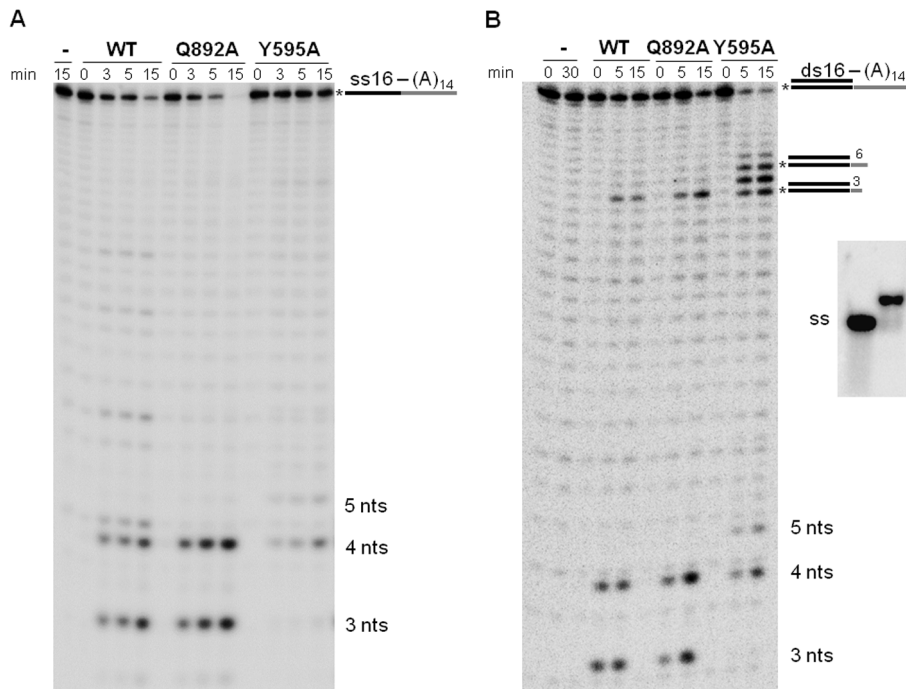 A
- WT Q892A Y595A
min 15 0 3 5 15 0 3 5 15 0 3 5 15
* ss16–(A)14
5 nts
4 nts
3 nts
B
- WT Q892A Y595A
min 0 30 0 5 15 0 5 15 0 5 15
ds16–(A)14
*
6
*
3
*
ss
5 nts
4 nts
3 nts